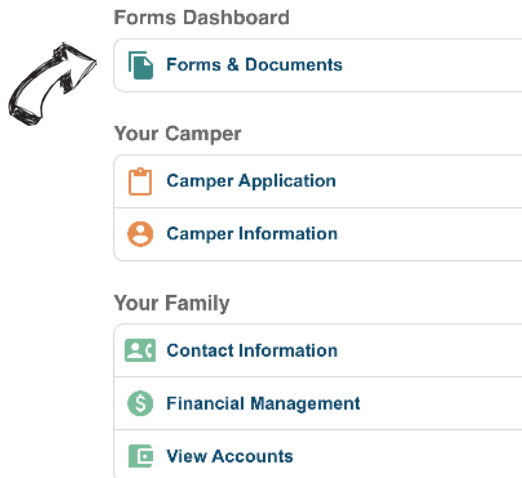 Forms Dashboard
Forms & Documents
Your Camper
Camper Application
Camper Information
Your Family
Contact Information
$ Financial Management
View Accounts